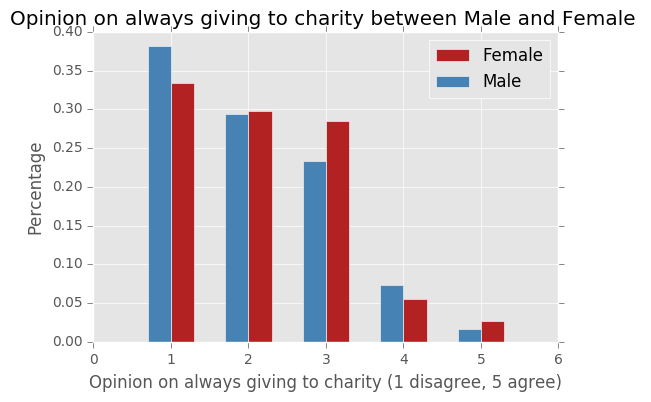 Opinion on always giving to charity between Male and Female
0.40
0.35
0.30
0.25
0.20
0.15
0.10
0.05
0.00
Percentage
Female
Male
0 1 2 3 4 5 6
Opinion on always giving to charity (1 disagree, 5 agree)